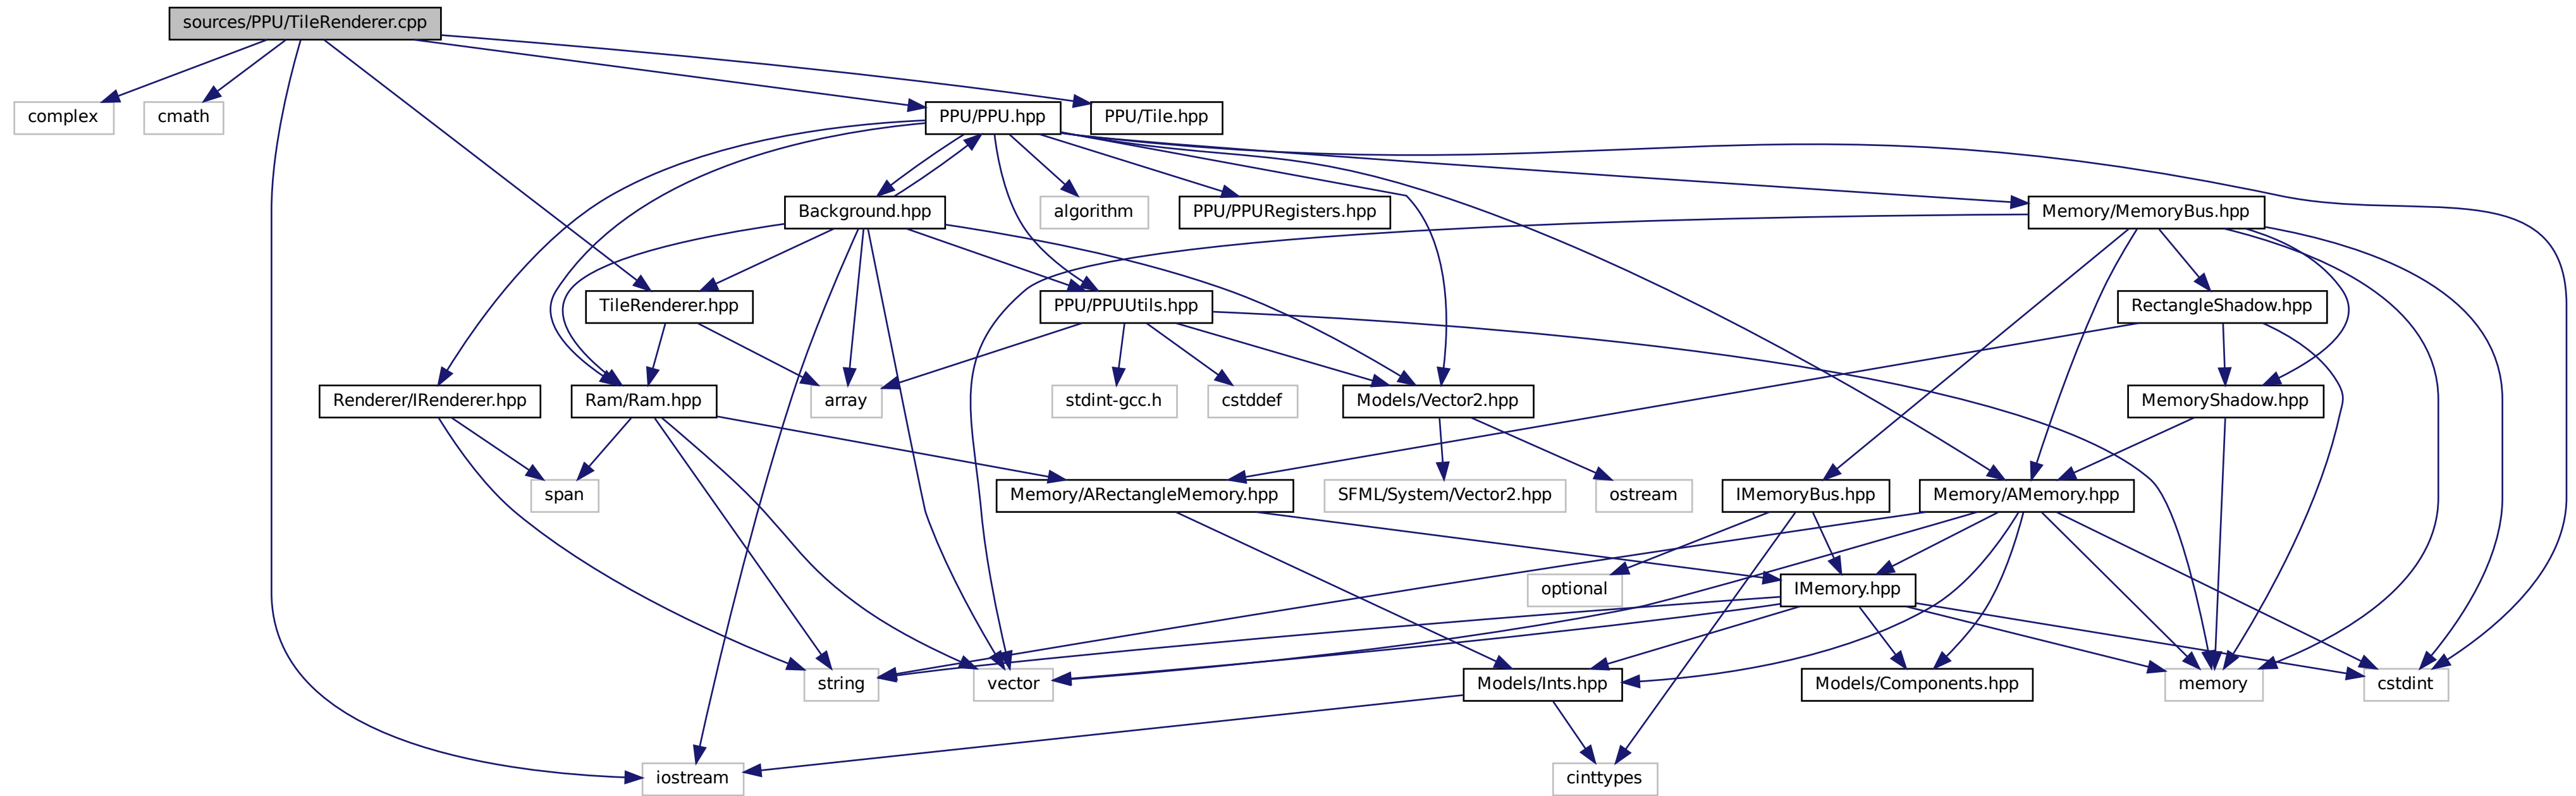 sources/PPU/TileRenderer.cpp
complex
cmath
PPU/PPU.hpp
PPU/Tile.hpp
Background.hpp
algorithm
PPU/PPURegisters.hpp
Memory/MemoryBus.hpp
TileRenderer.hpp
PPU/PPUUtils.hpp
RectangleShadow.hpp
Renderer/IRenderer.hpp
Ram/Ram.hpp
array
stdint-gcc.h
cstddef
Models/Vector2.hpp
MemoryShadow.hpp
span
Memory/ARectangleMemory.hpp
SFML/System/Vector2.hpp
ostream
IMemoryBus.hpp
Memory/AMemory.hpp
optional
IMemory.hpp
string
vector
Models/Ints.hpp
Models/Components.hpp
memory
cstdint
iostream
cinttypes